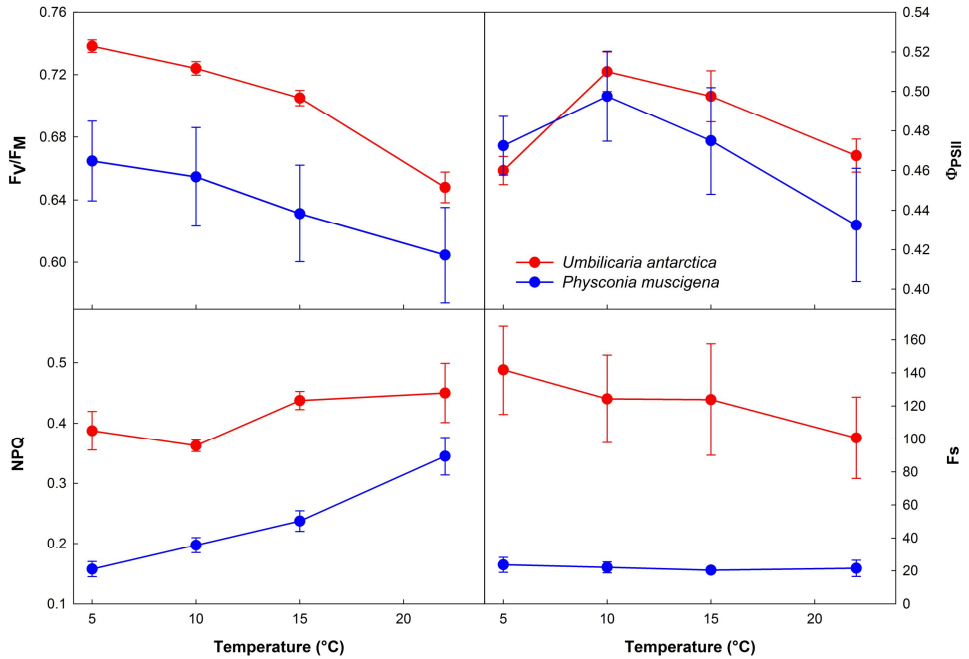 0.76
0.72
0.68
0.64
0.60
FV/FM
0.54
0.52
0.50
0.48
0.46
0.44
0.42
0.40
ΦPSII
Umbilicaria antarctica
Physconia muscigena
0.5
0.4
0.3
0.2
0.1
NPQ
160
140
120
100
80
60
40
20
0
Fs
5 10 15 20
5 10 15 20
Temperature (°C)
Temperature (°C)